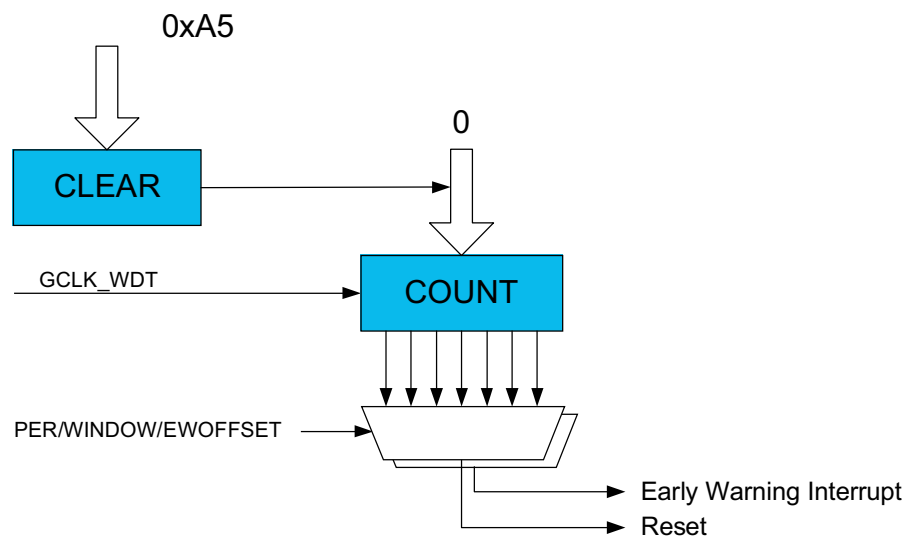 0xA5
0
CLEAR
GCLK_WDT
COUNT
PER/WINDOW/EWOFFSET
Early Warning Interrupt
Reset